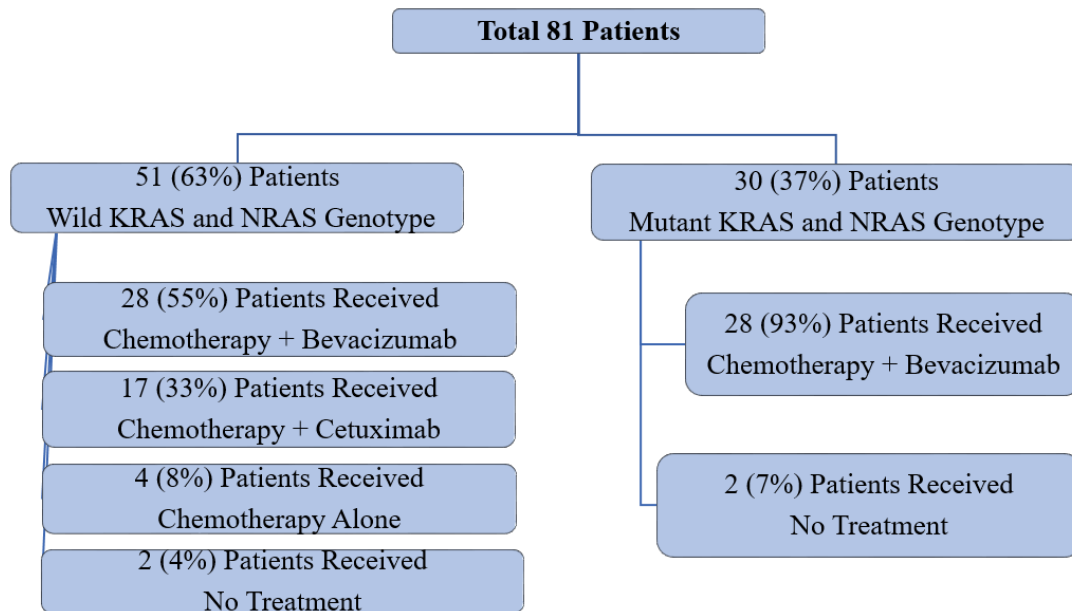 Total 81 Patients
51 (63%) Patients
Wild KRAS and NRAS Genotype
28 (55%) Patients Received
Chemotherapy + Bevacizumab
17 (33%) Patients Received
Chemotherapy + Cetuximab
4 (8%) Patients Received
Chemotherapy Alone
2 (4%) Patients Received
No Treatment
30 (37%) Patients
Mutant KRAS and NRAS Genotype
28 (93%) Patients Received
Chemotherapy + Bevacizumab
2 (7%) Patients Received
No Treatment